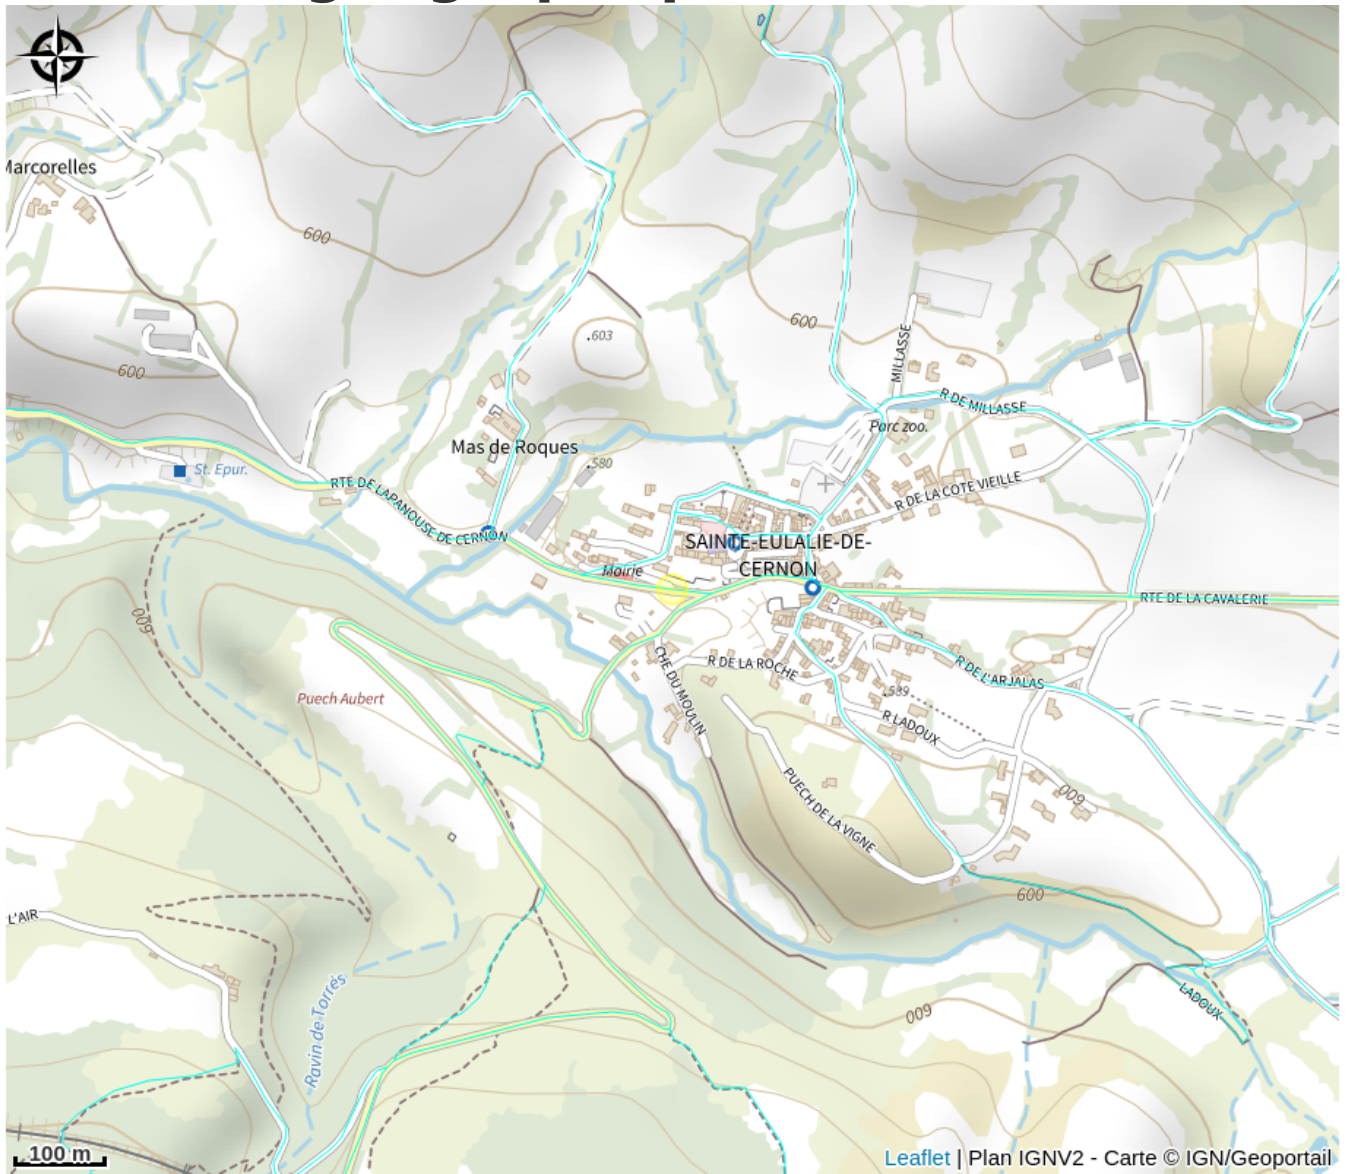 Marcorelles
600
600
.603
600
MILLASSE
R DE MILLASSE
Parc zoo.
Mas de Roques
.580
St. Epur.
RTE DE LAPANOUSE DE CERNON
R DE LA COTE VIEILLE
SAINTE-EULALIE-DE-
CERNON
Mairie
RTE DE LA CAVALERIE
600
CHE DU MOULIN
R DE LA ROCHE
R DE L'ARJALAS
.589
Puech Aubert
R LADOUX
PUECH DE LA VIGNE
600
600
L'AIR
Ravin de Torrés
LADOUX
600
100 m
Leaflet | Plan IGNV2 - Carte © IGN/Geoportail